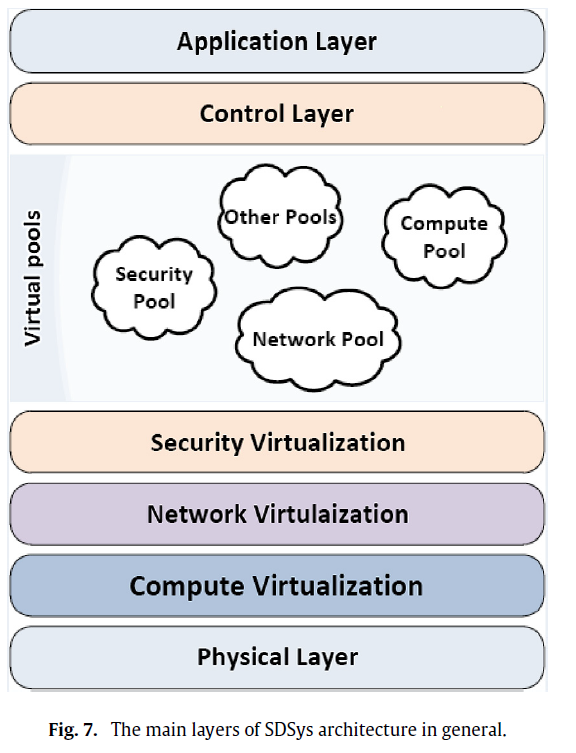 Application Layer
Control Layer
Virtual pools
Other Pools
Compute
Pool
Security
Pool
Network Pool
Security Virtualization
Network Virtulaization
Compute Virtualization
Physical Layer
Fig. 7. The main layers of SDSys architecture in general.